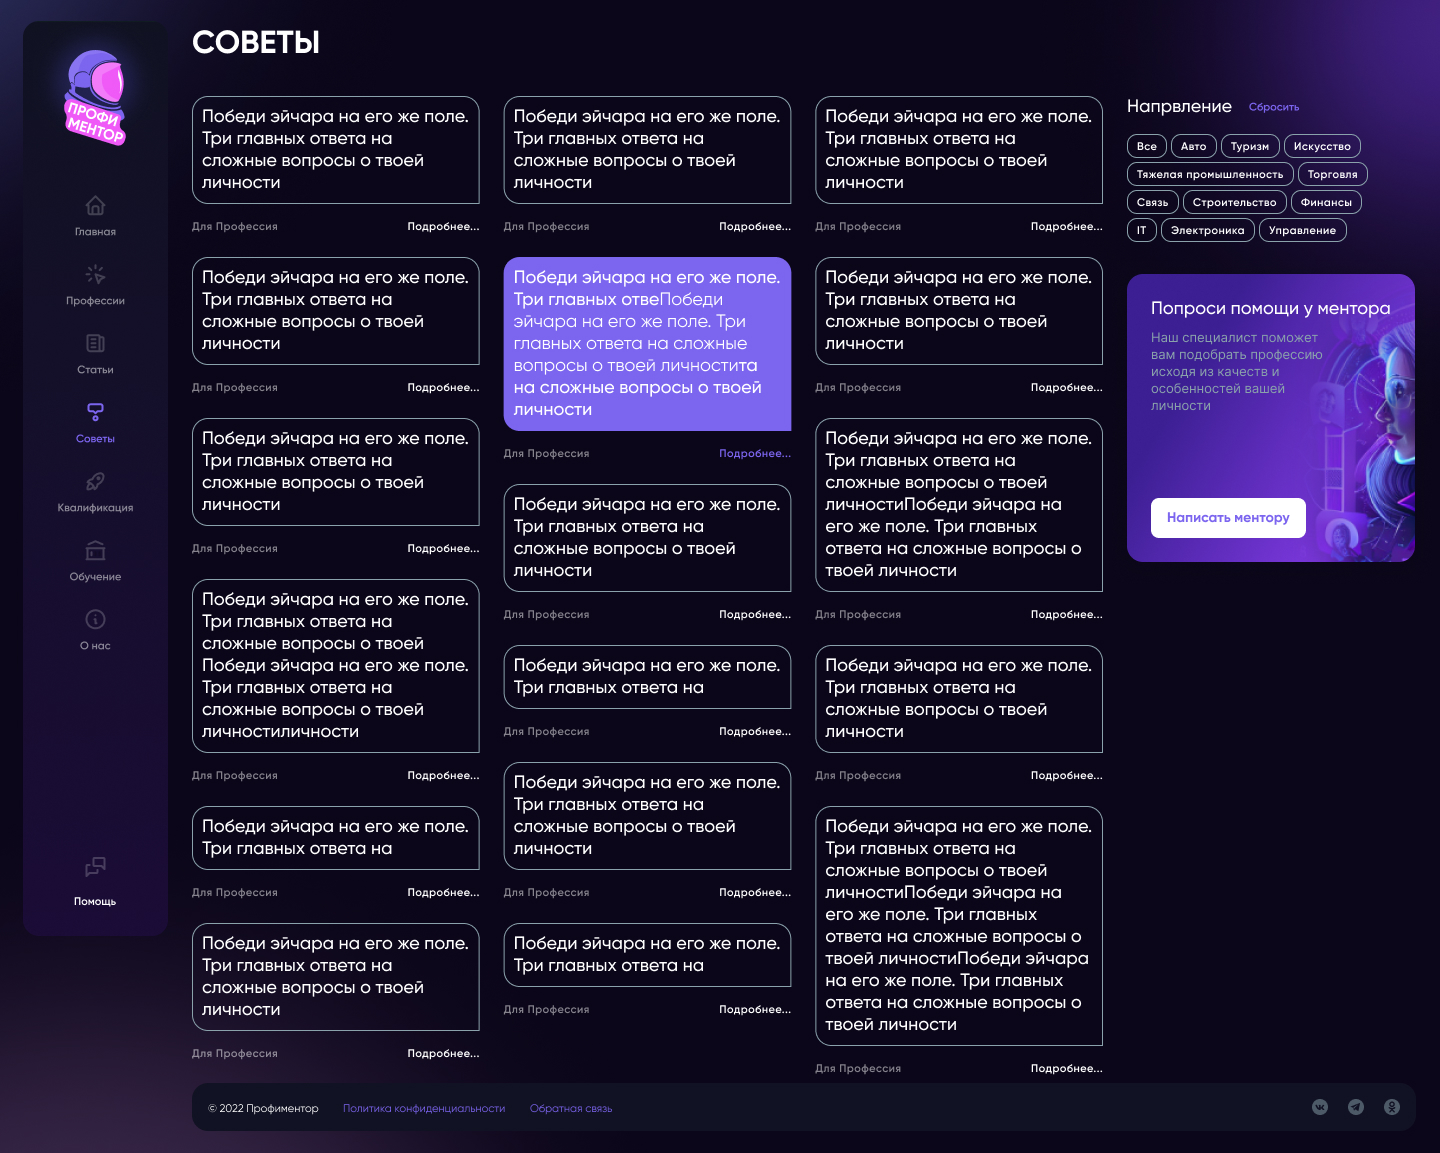 ПРОФИ
МЕНТОР
Главная
Профессии
Статьи
Советы
Квалификация
Обучение
О нас
Помощь
СОВЕТЫ
Победи эйчара на его же поле.
Три главных ответа на
сложные вопросы о твоей
личности
Для Профессия
Подробнее...
Победи эйчара на его же поле.
Три главных ответа на
сложные вопросы о твоей
личности
Для Профессия
Подробнее...
Победи эйчара на его же поле.
Три главных ответа на
сложные вопросы о твоей
личности
Для Профессия
Подробнее...
Победи эйчара на его же поле.
Три главных ответа на
сложные вопросы о твоей
Победи эйчара на его же поле.
Три главных ответа на
сложные вопросы о твоей
личностиличности
Для Профессия
Подробнее...
Победи эйчара на его же поле.
Три главных ответа на
Для Профессия
Подробнее...
Победи эйчара на его же поле.
Три главных ответа на
сложные вопросы о твоей
личности
Для Профессия
Подробнее...
Победи эйчара на его же поле.
Три главных ответа на
сложные вопросы о твоей
личности
Для Профессия
Подробнее...
Победи эйчара на его же поле.
Три главных отвеПобеди
эйчара на его же поле. Три
главных ответа на сложные
вопросы о твоей личностита
на сложные вопросы о твоей
личности
Для Профессия
Подробнее...
Победи эйчара на его же поле.
Три главных ответа на
сложные вопросы о твоей
личности
Для Профессия
Подробнее...
Победи эйчара на его же поле.
Три главных ответа на
Для Профессия
Подробнее...
Победи эйчара на его же поле.
Три главных ответа на
сложные вопросы о твоей
личности
Для Профессия
Подробнее...
Победи эйчара на его же поле.
Три главных ответа на
Для Профессия
Подробнее...
Победи эйчара на его же поле.
Три главных ответа на
сложные вопросы о твоей
личности
Для Профессия
Подробнее...
Победи эйчара на его же поле.
Три главных ответа на
сложные вопросы о твоей
личности
Для Профессия
Подробнее...
Победи эйчара на его же поле.
Три главных ответа на
сложные вопросы о твоей
личностиПобеди эйчара на
его же поле. Три главных
ответа на сложные вопросы о
твоей личности
Для Профессия
Подробнее...
Победи эйчара на его же поле.
Три главных ответа на
сложные вопросы о твоей
личности
Для Профессия
Подробнее...
Победи эйчара на его же поле.
Три главных ответа на
сложные вопросы о твоей
личностиПобеди эйчара на
его же поле. Три главных
ответа на сложные вопросы о
твоей личностиПобеди эйчара
на его же поле. Три главных
ответа на сложные вопросы о
твоей личности
Для Профессия
Подробнее...
Напрвление Сбросить
Все Авто Туризм Искусство
Тяжелая промышленность Торговля
Связь Строительство Финансы
IT Электроника Управление
Попроси помощи у ментора
Наш специалист поможет
вам подобрать профессию
исходя из качеств и
особенностей вашей
личности
Написать ментору
© 2022 Профиментор Политика конфиденциальности Обратная связь